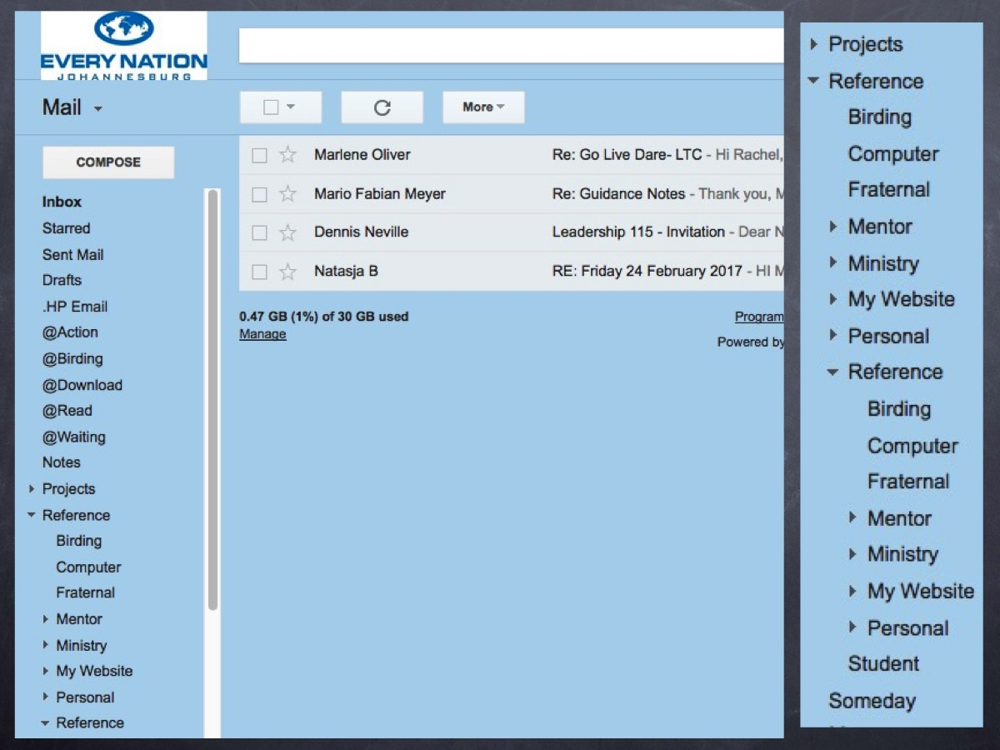 EVERY NATION
JOHANNESBURG
Mail
More
COMPOSE
Inbox
Starred
Sent Mail
Drafts
.HP Email
@Action
@Birding
@Download
@Read
@Waiting
Notes
Projects
Reference
Birding
Computer
Fraternal
Mentor
Ministry
My Website
Personal
Reference
Marlene Oliver Re: Go Live Dare- LTC - Hi Rachel,
Mario Fabian Meyer Re: Guidance Notes - Thank you, M
Dennis Neville Leadership 115 - Invitation - Dear N
Natasja B RE: Friday 24 February 2017 - HI M
0.47 GB (1%) of 30 GB used
Manage
Program
Powered by
Projects
Reference
Birding
Computer
Fraternal
Mentor
Ministry
My Website
Personal
Reference
Birding
Computer
Fraternal
Mentor
Ministry
My Website
Personal
Student
Someday